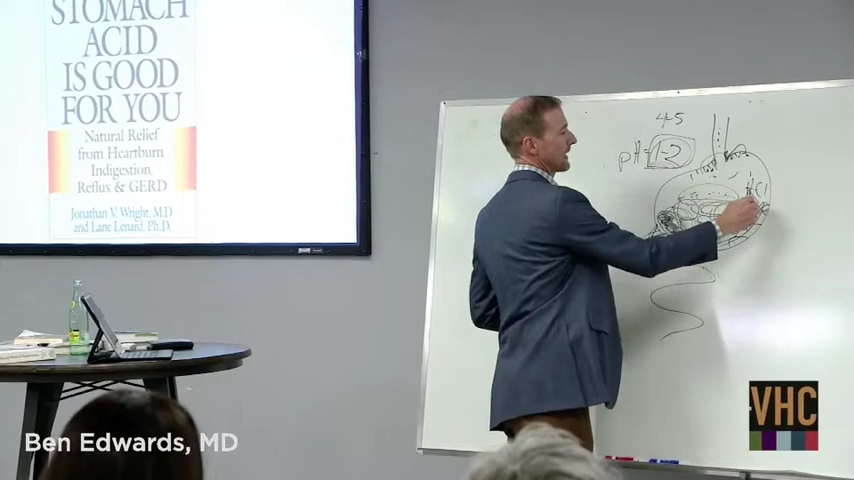 STOMACH
ACID
IS GOOD
FOR YOU
Natural Relief
from Heartburn,
Indigestion,
Reflux & GERD
Jonathan V. Wright, M.D.
and Lane Lenard, Ph.D.
4-5
pH=1-2
HCl
VHC
Ben Edwards, MD